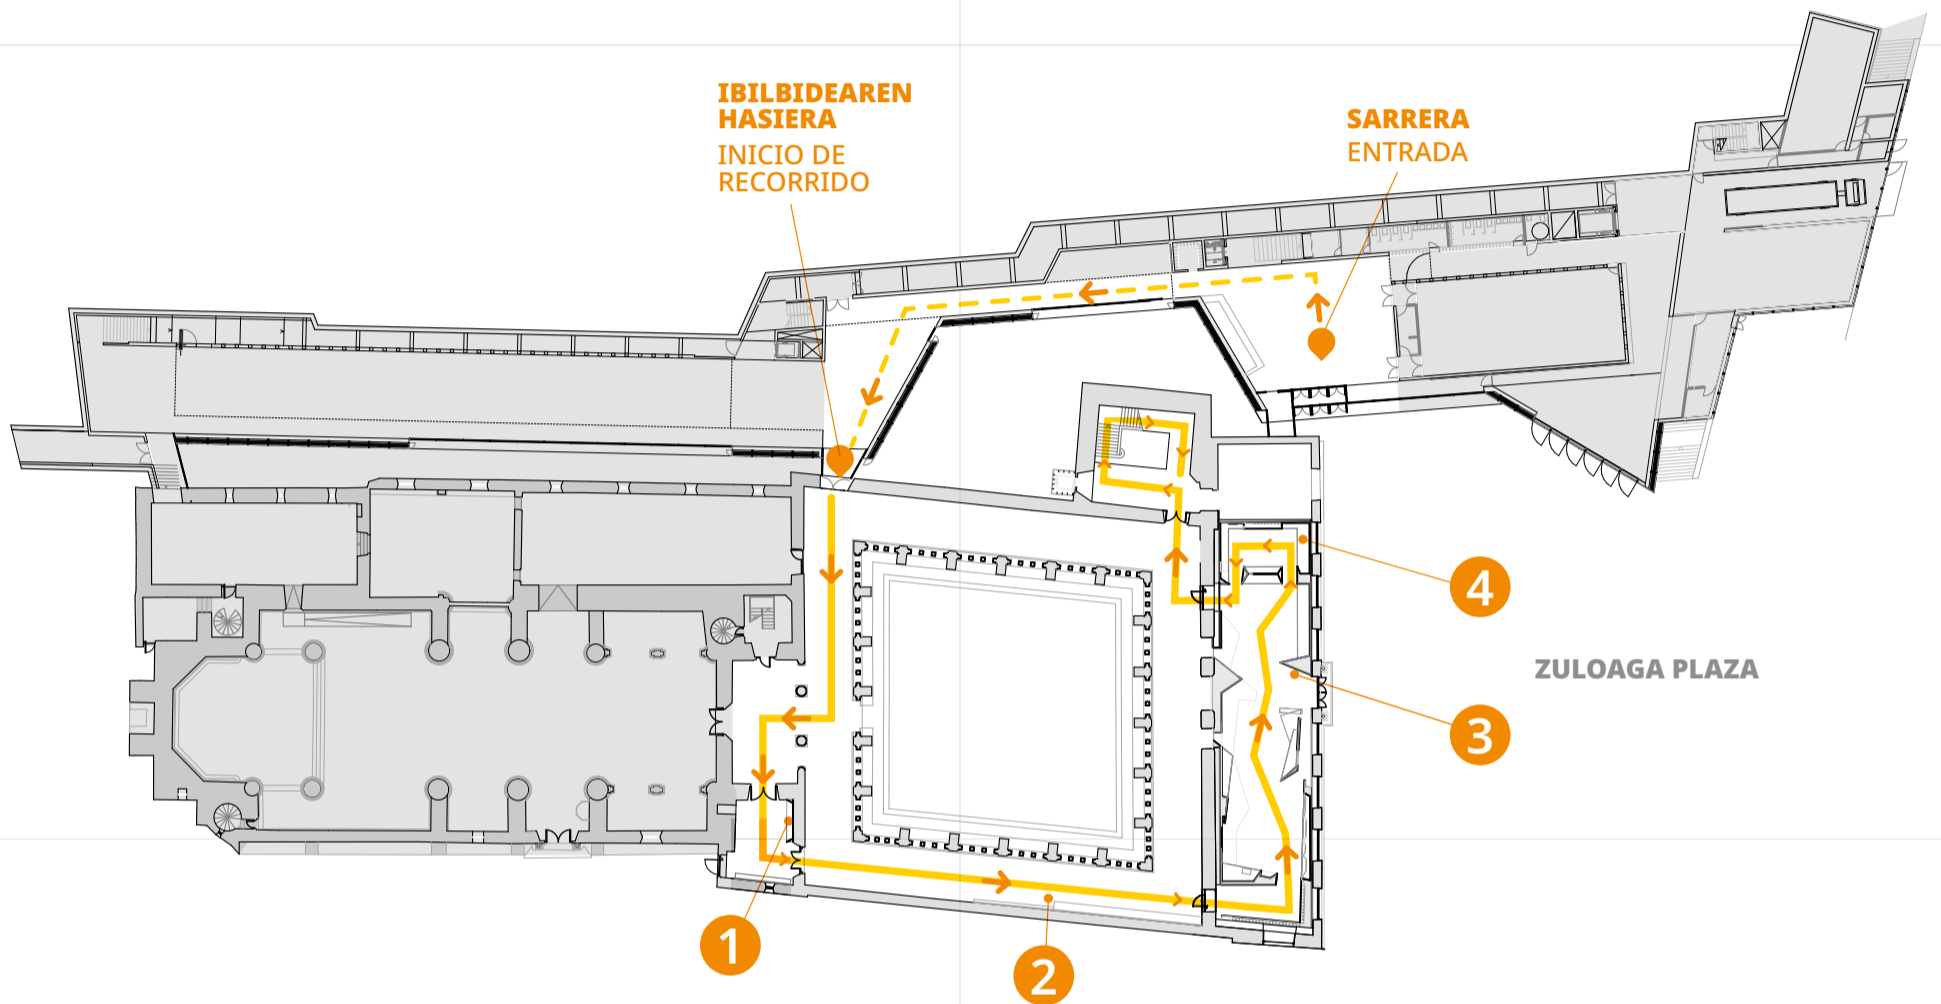 IBILBIDEAREN
HASIERA
INICIO DE
RECORRIDO
SARRERA
ENTRADA
4
ZULOAGA PLAZA
3
1
2